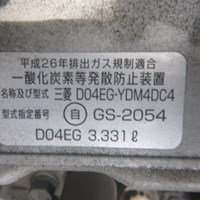 平成26年排出ガス規制適合
一酸化炭素等発散防止装置
名称及び型式 三菱 D04EG-YDM4DC4
型式指定番号 自 GS-2054
D04EG 3.331ℓ